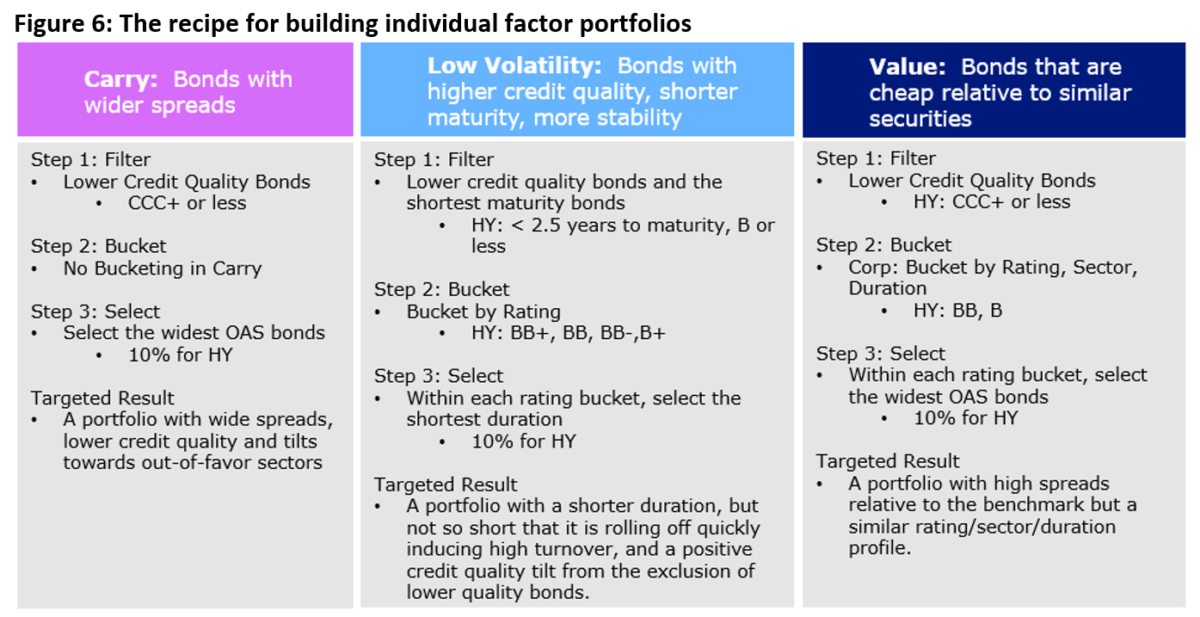 Figure 6: The recipe for building individual factor portfolios
Carry: Bonds with
wider spreads
Step 1: Filter
• Lower Credit Quality Bonds
• CCC+ or less
Step 2: Bucket
• No Bucketing in Carry
Step 3: Select
• Select the widest OAS bonds
• 10% for HY
Targeted Result
• A portfolio with wide spreads,
lower credit quality and tilts
towards out-of-favor sectors
Low Volatility: Bonds with
higher credit quality, shorter
maturity, more stability
Step 1: Filter
• Lower credit quality bonds and the
shortest maturity bonds
• HY: < 2.5 years to maturity, B or
less
Step 2: Bucket
• Bucket by Rating
• HY: BB+, BB, BB-,B+
Step 3: Select
• Within each rating bucket, select the
shortest duration
• 10% for HY
Targeted Result
• A portfolio with a shorter duration, but
not so short that it is rolling off quickly
inducing high turnover, and a positive
credit quality tilt from the exclusion of
lower quality bonds.
Value: Bonds that are
cheap relative to similar
securities
Step 1: Filter
• Lower Credit Quality Bonds
• HY: CCC+ or less
Step 2: Bucket
• Corp: Bucket by Rating, Sector,
Duration
• HY: BB, B
Step 3: Select
• Within each rating bucket, select
the widest OAS bonds
• 10% for HY
Targeted Result
• A portfolio with high spreads
relative to the benchmark but a
similar rating/sector/duration
profile.